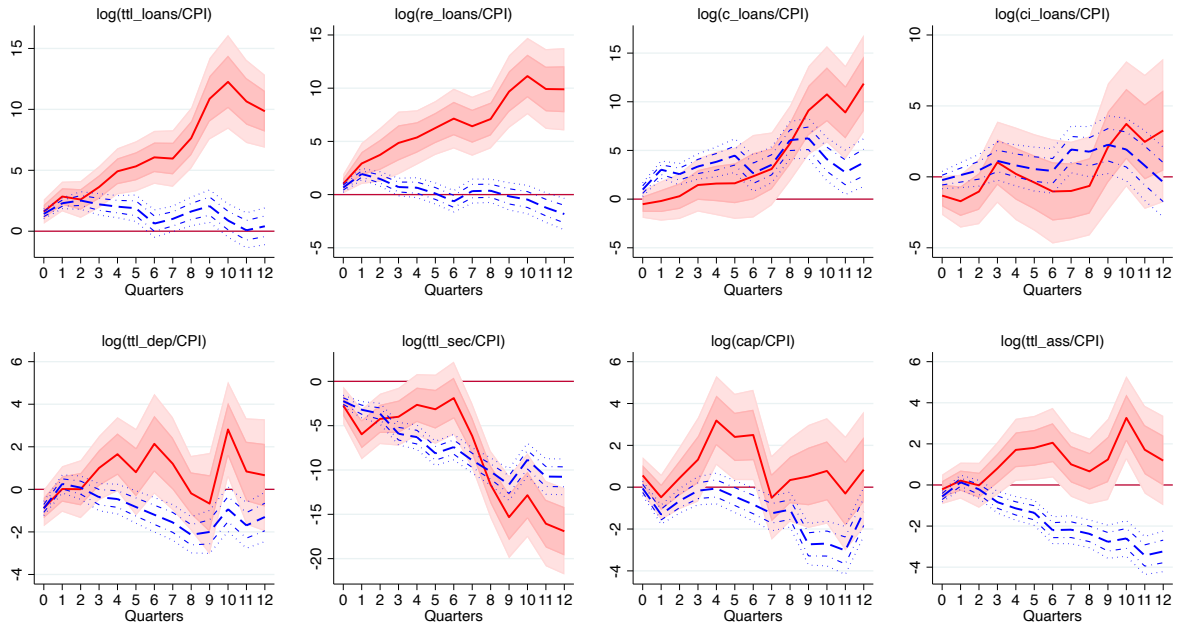 log(ttl_loans/CPI)
15
10
5
0
0 1 2 3 4 5 6 7 8 9 10 11 12
Quarters
log(re_loans/CPI)
15
10
5
0
-5
0 1 2 3 4 5 6 7 8 9 10 11 12
Quarters
log(c_loans/CPI)
15
10
5
0
-5
0 1 2 3 4 5 6 7 8 9 10 11 12
Quarters
log(ci_loans/CPI)
10
5
0
-5
0 1 2 3 4 5 6 7 8 9 10 11 12
Quarters
log(ttl_dep/CPI)
6
4
2
0
-2
-4
0 1 2 3 4 5 6 7 8 9 10 11 12
Quarters
log(ttl_sec/CPI)
0
-5
-10
-15
-20
0 1 2 3 4 5 6 7 8 9 10 11 12
Quarters
log(cap/CPI)
6
4
2
0
-2
-4
0 1 2 3 4 5 6 7 8 9 10 11 12
Quarters
log(ttl_ass/CPI)
6
4
2
0
-2
-4
0 1 2 3 4 5 6 7 8 9 10 11 12
Quarters